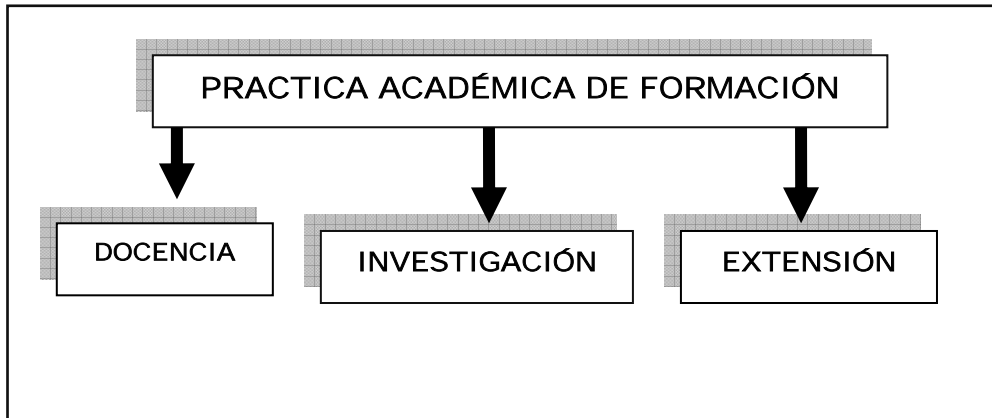 PRACTICA ACADÉMICA DE FORMACIÓN
DOCENCIA
INVESTIGACIÓN
EXTENSIÓN